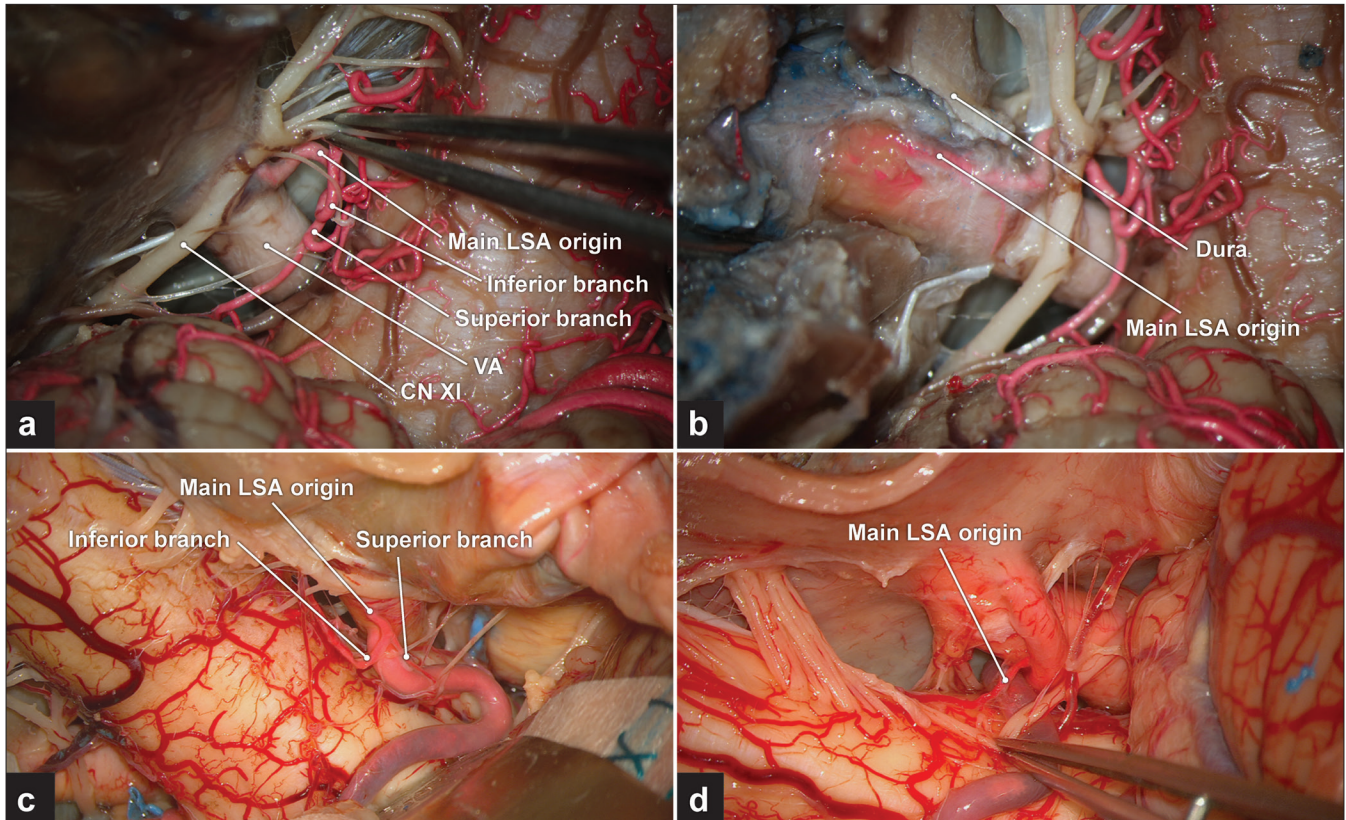 Main LSA origin
Inferior branch
Superior branch
VA
CN XI
a
Dura
Main LSA origin
b
Main LSA origin
Inferior branch
Superior branch
c
Main LSA origin
d